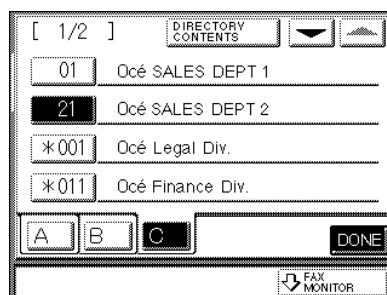 [ 1/2 ] DIRECTORY CONTENTS
01 Océ SALES DEPT 1
21 Océ SALES DEPT 2
*001 Océ Legal Div.
*011 Océ Finance Div.
A B C DONE
FAX MONITOR